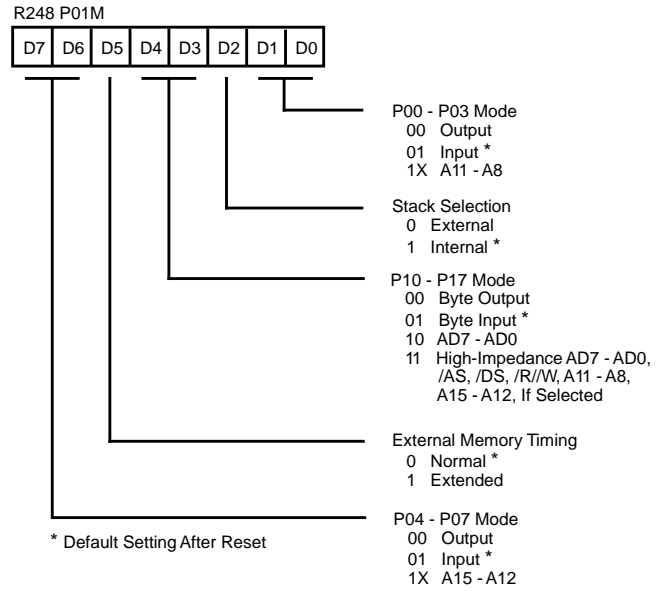 R248 P01M
D7 D6 D5 D4 D3 D2 D1 D0
P00 - P03 Mode
00 Output
01 Input *
1X A11 - A8
Stack Selection
0 External
1 Internal *
P10 - P17 Mode
00 Byte Output
01 Byte Input *
10 AD7 - AD0
11 High-Impedance AD7 - AD0,
/AS, /DS, /R//W, A11 - A8,
A15 - A12, If Selected
External Memory Timing
0 Normal *
1 Extended
P04 - P07 Mode
00 Output
01 Input *
1X A15 - A12
* Default Setting After Reset